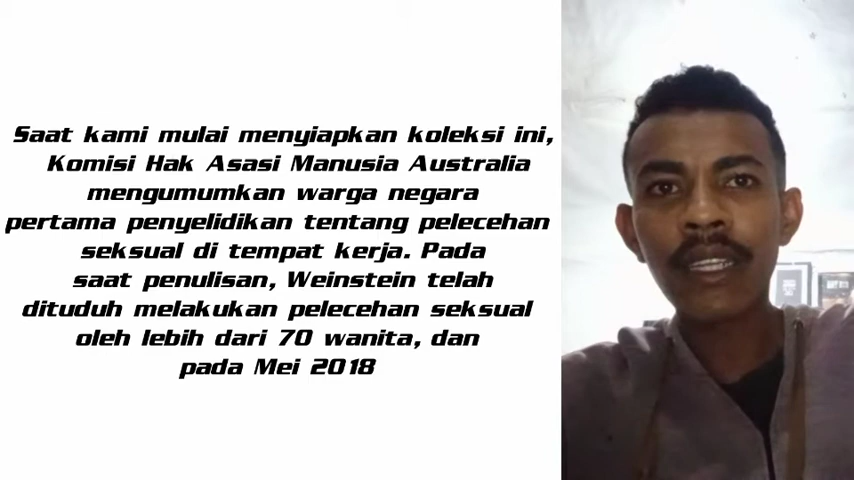 Saat kami mulai menyiapkan koleksi ini,
Komisi Hak Asasi Manusia Australia
mengumumkan warga negara
pertama penyelidikan tentang pelecehan
seksual di tempat kerja. Pada
saat penulisan, Weinstein telah
dituduh melakukan pelecehan seksual
oleh lebih dari 70 wanita, dan
pada Mei 2018